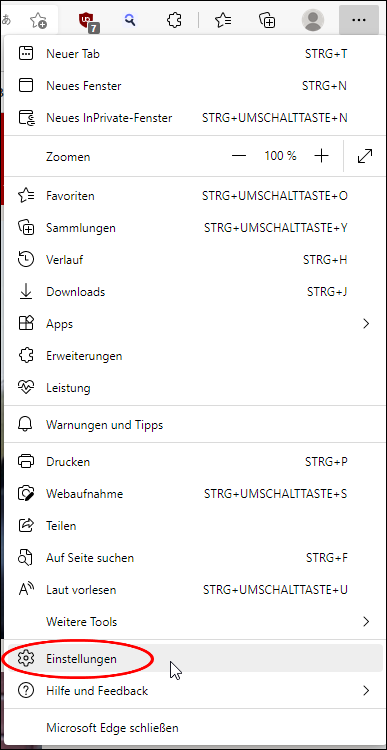 あ
7
Neuer Tab STRG+T
Neues Fenster STRG+N
Neues InPrivate-Fenster STRG+UMSCHALTTASTE+N
Zoomen 100 %
Favoriten STRG+UMSCHALTTASTE+O
Sammlungen STRG+UMSCHALTTASTE+Y
Verlauf STRG+H
Downloads STRG+J
Apps
Erweiterungen
Leistung
Warnungen und Tipps
Drucken STRG+P
Webaufnahme STRG+UMSCHALTTASTE+S
Teilen
Auf Seite suchen STRG+F
Laut vorlesen STRG+UMSCHALTTASTE+U
Weitere Tools
Einstellungen
Hilfe und Feedback
Microsoft Edge schließen